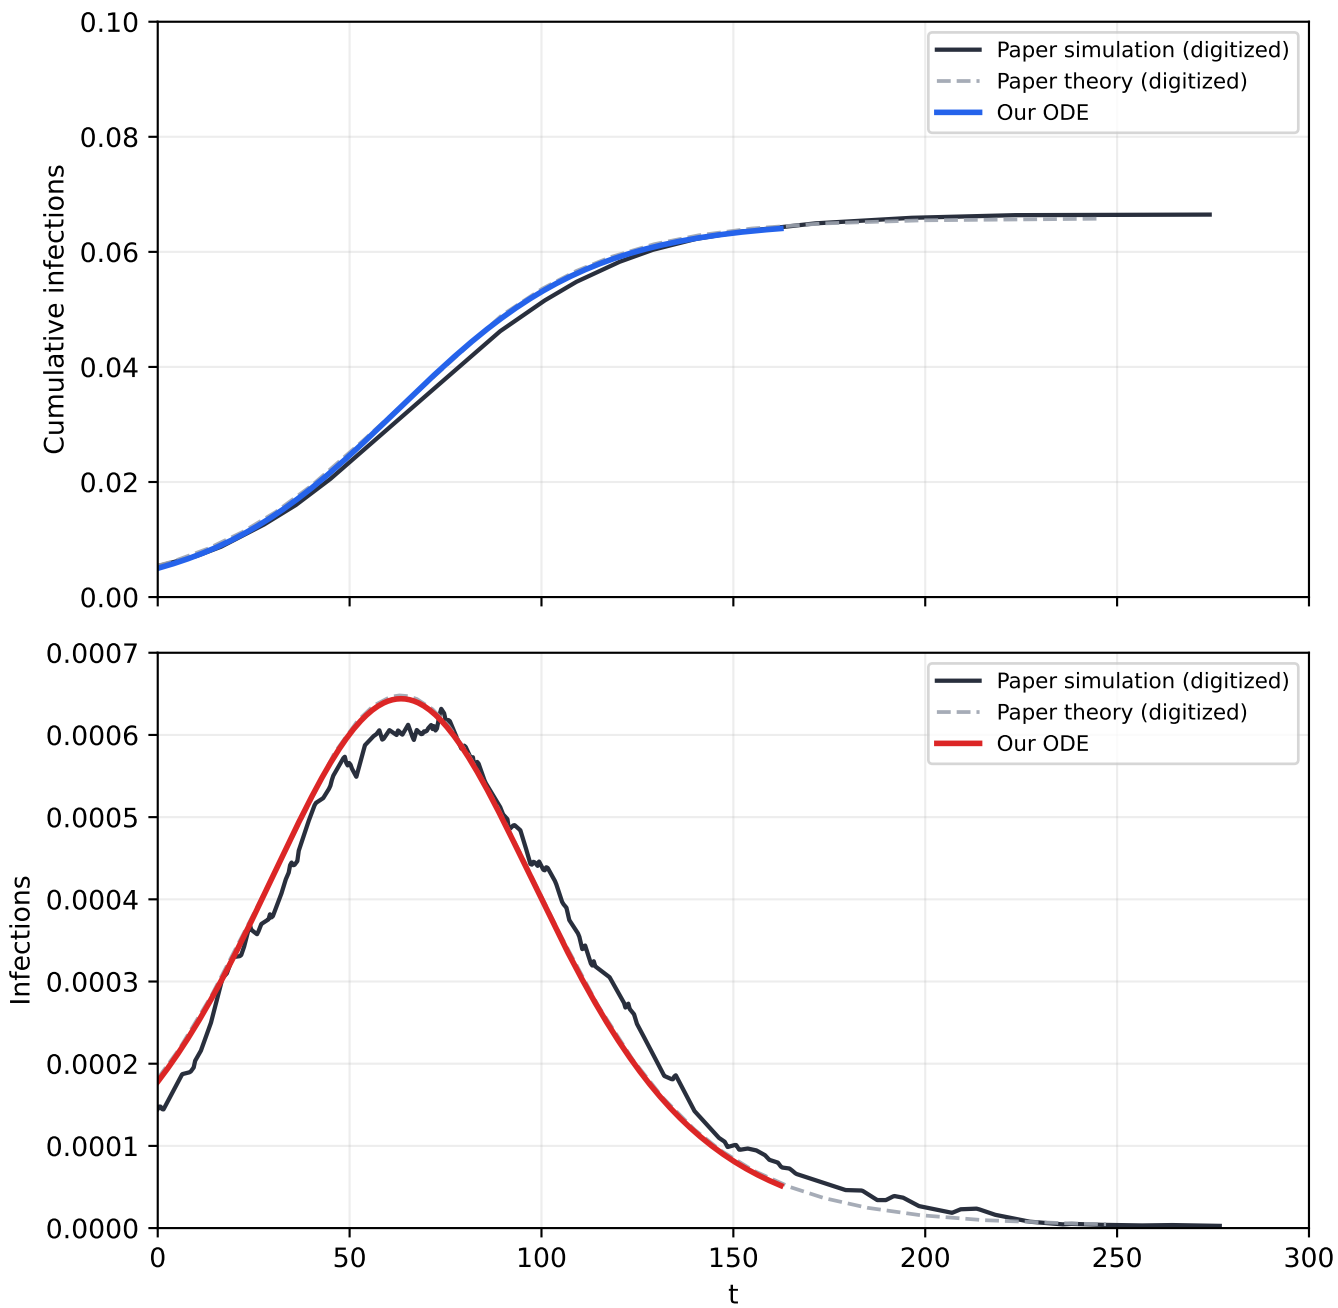 0.10
0.08
0.06
0.04
0.02
0.00
Cumulative infections
Paper simulation (digitized)
Paper theory (digitized)
Our ODE
0.0007
0.0006
0.0005
0.0004
0.0003
0.0002
0.0001
0.0000
Infections
Paper simulation (digitized)
Paper theory (digitized)
Our ODE
0 50 100 150 200 250 300
t